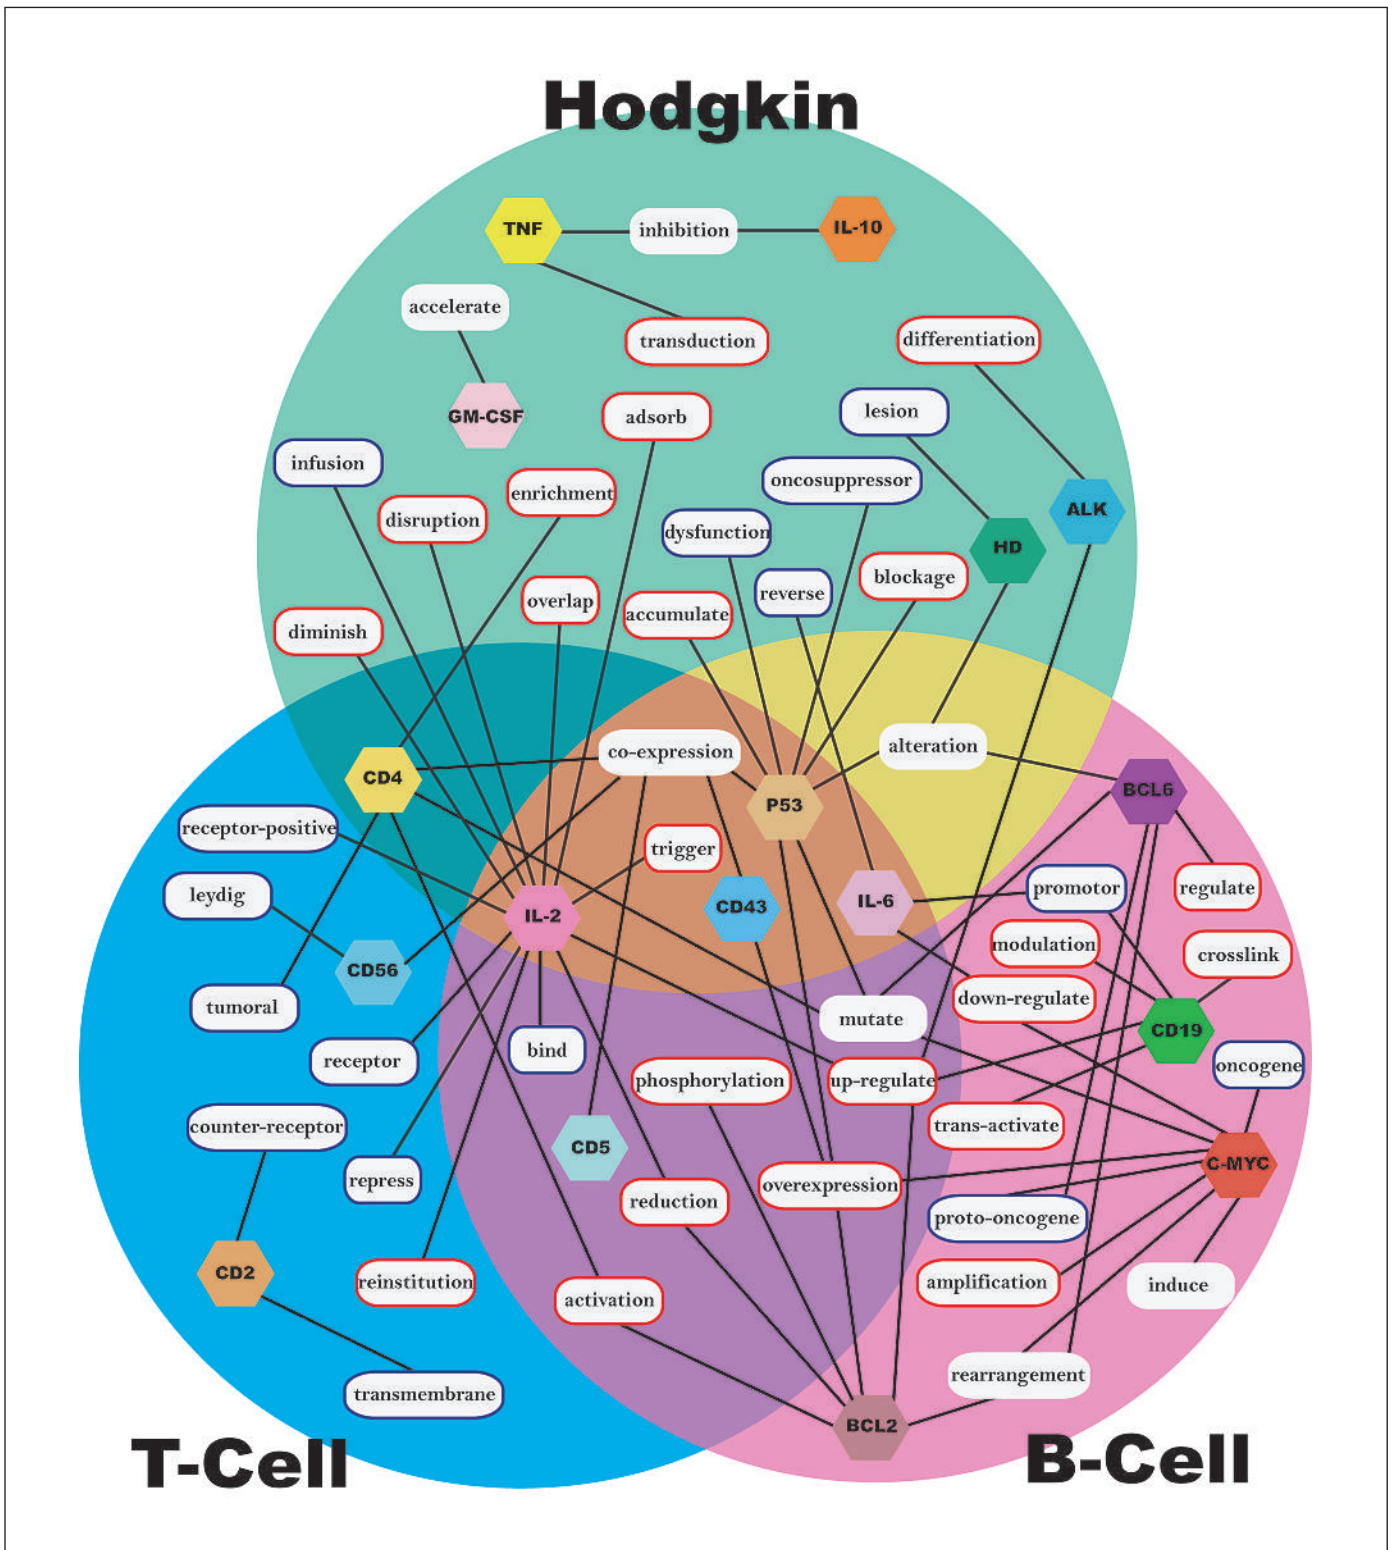 Hodgkin
TNF
inhibition
IL-10
accelerate
transduction
differentiation
GM-CSF
adsorb
lesion
infusion
oncosuppressor
enrichment
disruption
dysfunction
ALK
HD
blockage
reverse
overlap
accumulate
diminish
co-expression
alteration
CD4
P53
BCL6
receptor-positive
trigger
leydig
promotor
regulate
IL-2
CD43
IL-6
modulation
crosslink
CD56
tumoral
down-regulate
mutate
CD19
receptor
bind
oncogene
phosphorylation
up-regulate
counter-receptor
trans-activate
CD5
C-MYC
repress
overexpression
reduction
proto-oncogene
CD2
reinstitution
amplification
induce
activation
rearrangement
transmembrane
BCL2
T-Cell
B-Cell